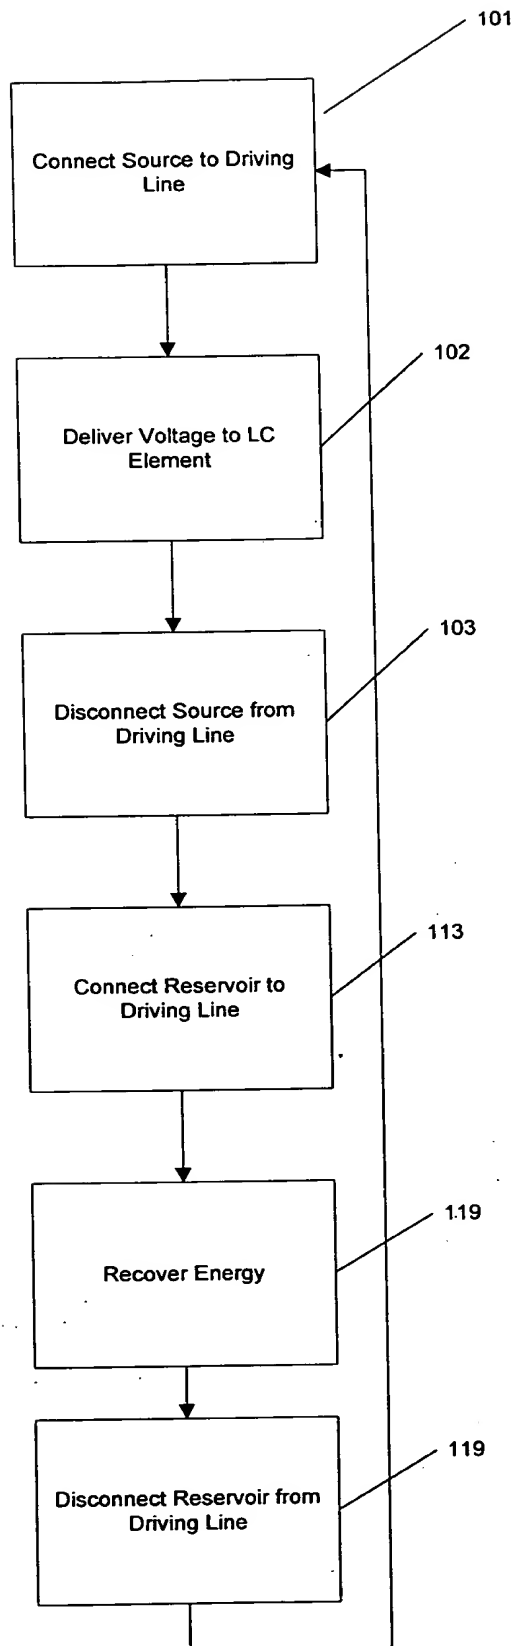 101
Connect Source to Driving
Line
102
Deliver Voltage to LC
Element
103
Disconnect Source from
Driving Line
113
Connect Reservoir to
Driving Line
119
Recover Energy
119
Disconnect Reservoir from
Driving Line